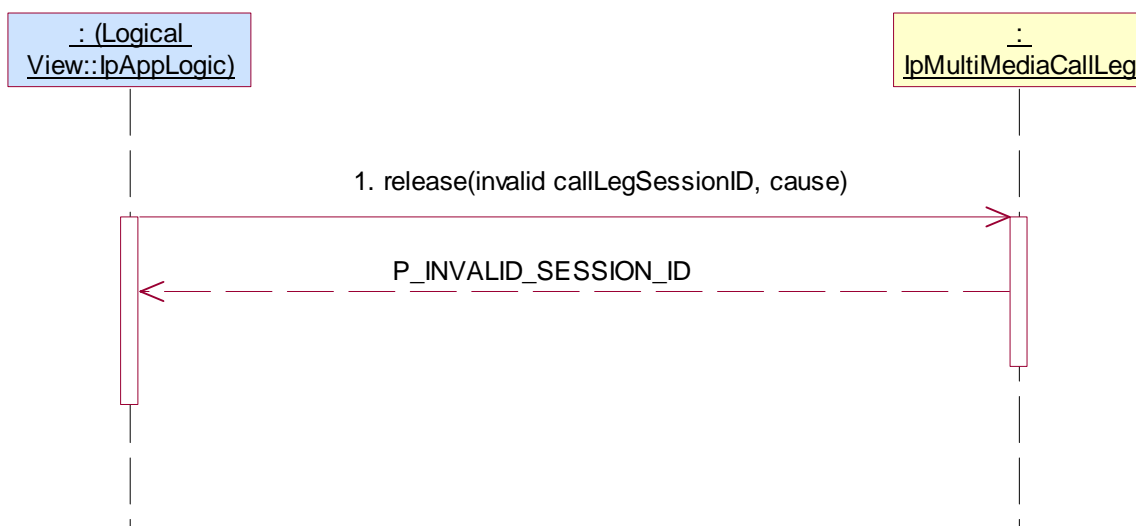 : (Logical
View::IpAppLogic)
:
IpMultiMediaCallLeg
1. release(invalid callLegSessionID, cause)
P_INVALID_SESSION_ID